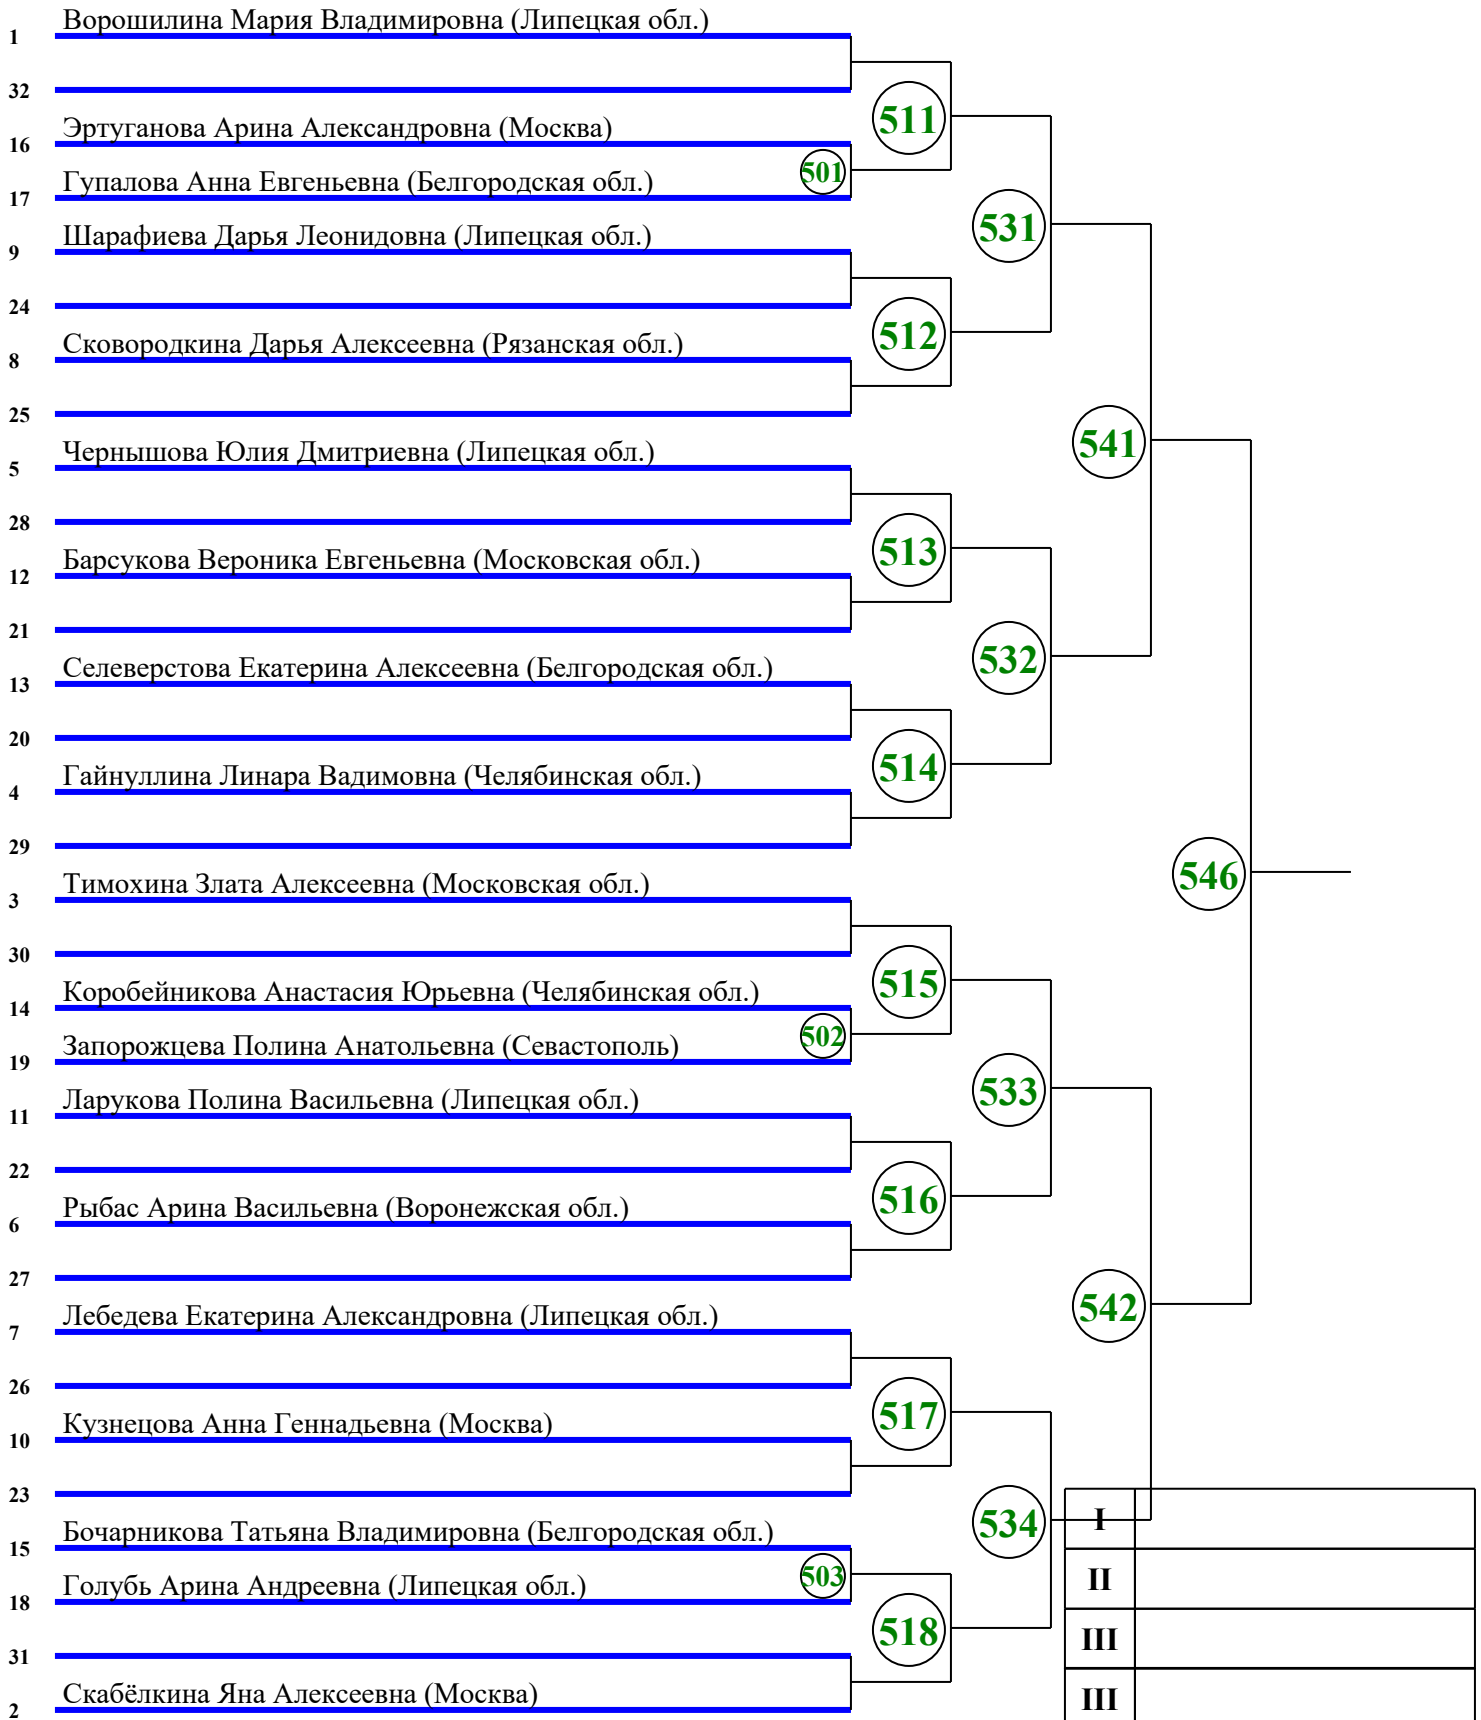 Ворошилина Мария Владимировна (Липецкая обл.)
1
32
511
Эртуганова Арина Александровна (Москва)
16
501
Гупалова Анна Евгеньевна (Белгородская обл.)
17
531
Шарафиева Дарья Леонидовна (Липецкая обл.)
9
24
512
Сковородкина Дарья Алексеевна (Рязанская обл.)
8
25
541
Чернышова Юлия Дмитриевна (Липецкая обл.)
5
28
513
Барсукова Вероника Евгеньевна (Московская обл.)
12
21
532
Селеверстова Екатерина Алексеевна (Белгородская обл.)
13
20
514
Гайнуллина Линара Вадимовна (Челябинская обл.)
4
29
546
Тимохина Злата Алексеевна (Московская обл.)
3
30
515
Коробейникова Анастасия Юрьевна (Челябинская обл.)
14
502
Запорожцева Полина Анатольевна (Севастополь)
19
533
Ларукова Полина Васильевна (Липецкая обл.)
11
22
516
Рыбас Арина Васильевна (Воронежская обл.)
6
27
542
Лебедева Екатерина Александровна (Липецкая обл.)
7
26
517
Кузнецова Анна Геннадьевна (Москва)
10
23
534
I
Бочарникова Татьяна Владимировна (Белгородская обл.)
15
503
II
Голубь Арина Андреевна (Липецкая обл.)
18
518
III
31
Скабёлкина Яна Алексеевна (Москва)
III
2